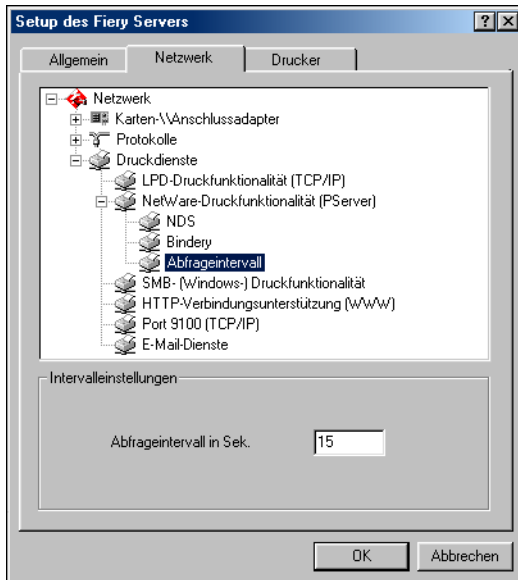 Setup des Fiery Servers
Allgemein Netzwerk Drucker
Netzwerk
Karten-\\Anschlussadapter
Protokolle
Druckdienste
LPD-Druckfunktionalität (TCP/IP)
NetWare-Druckfunktionalität (PServer)
NDS
Bindery
Abfrageintervall
SMB- (Windows-) Druckfunktionalität
HTTP-Verbindungsunterstützung (WWW)
Port 9100 (TCP/IP)
E-Mail-Dienste
Intervalleinstellungen
Abfrageintervall in Sek. 15
OK Abbrechen